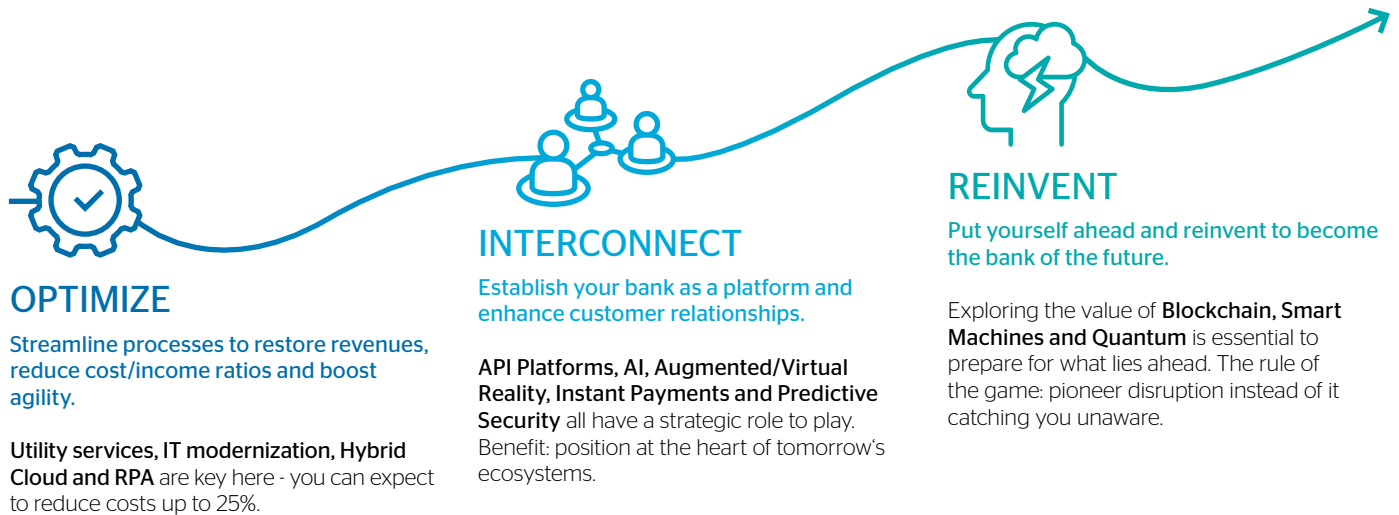 OPTIMIZE
Streamline processes to restore revenues,
reduce cost/income ratios and boost
agility.
Utility services, IT modernization, Hybrid
Cloud and RPA are key here - you can expect
to reduce costs up to 25%.
INTERCONNECT
Establish your bank as a platform and
enhance customer relationships.
API Platforms, AI, Augmented/Virtual
Reality, Instant Payments and Predictive
Security all have a strategic role to play.
Benefit: position at the heart of tomorrow‘s
ecosystems.
REINVENT
Put yourself ahead and reinvent to become
the bank of the future.
Exploring the value of Blockchain, Smart
Machines and Quantum is essential to
prepare for what lies ahead. The rule of
the game: pioneer disruption instead of it
catching you unaware.